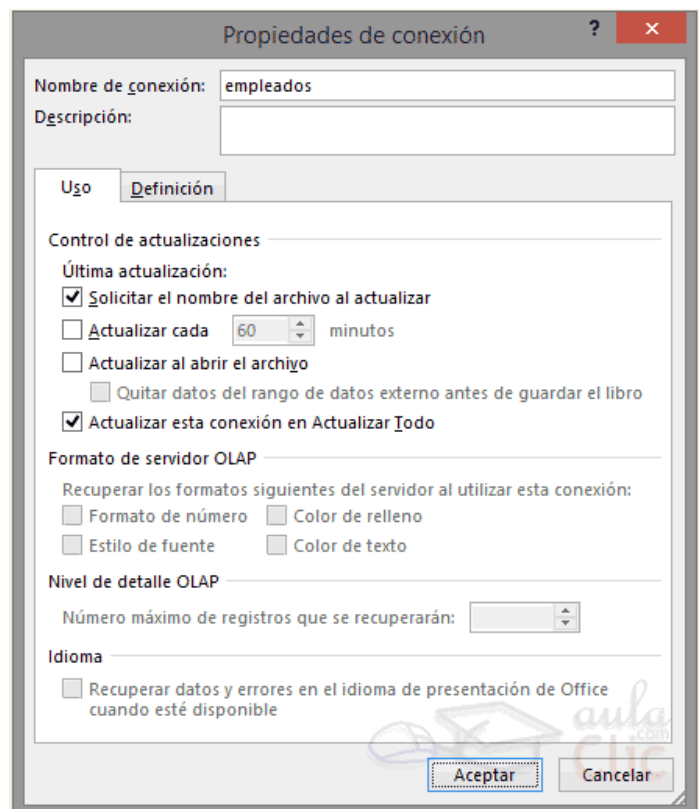 Propiedades de conexión ? ×
Nombre de conexión: empleados
Descripción:
Uso Definición
Control de actualizaciones
Última actualización:
Solicitar el nombre del archivo al actualizar
Actualizar cada 60 minutos
Actualizar al abrir el archivo
Quitar datos del rango de datos externo antes de guardar el libro
Actualizar esta conexión en Actualizar Todo
Formato de servidor OLAP
Recuperar los formatos siguientes del servidor al utilizar esta conexión:
Formato de número Color de relleno
Estilo de fuente Color de texto
Nivel de detalle OLAP
Número máximo de registros que se recuperarán:
Idioma
Recuperar datos y errores en el idioma de presentación de Office
cuando esté disponible
aula
.com
Clic
Aceptar Cancelar